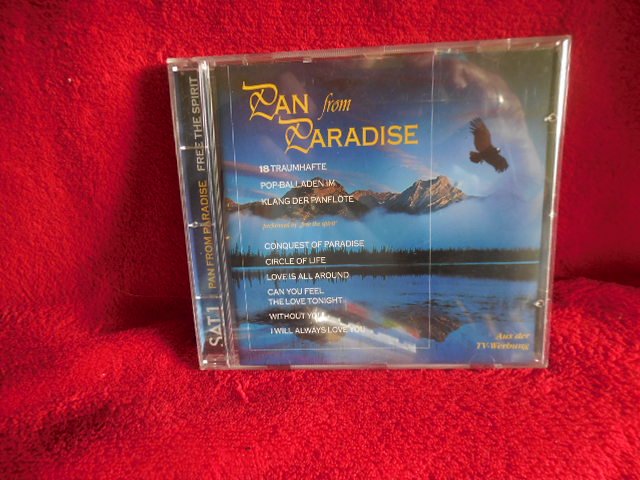 PAN from
PARADISE
18 TRAUMHAFTE
POP-BALLADEN IM
KLANG DER PANFLÖTE
performed by „free the spirit"
CONQUEST OF PARADISE
CIRCLE OF LIFE
LOVE IS ALL AROUND
CAN YOU FEEL
THE LOVE TONIGHT
WITHOUT YOU
I WILL ALWAYS LOVE YOU
Aus der
TV-Werbung
SAT.1 PAN FROM PARADISE FREE THE SPIRIT